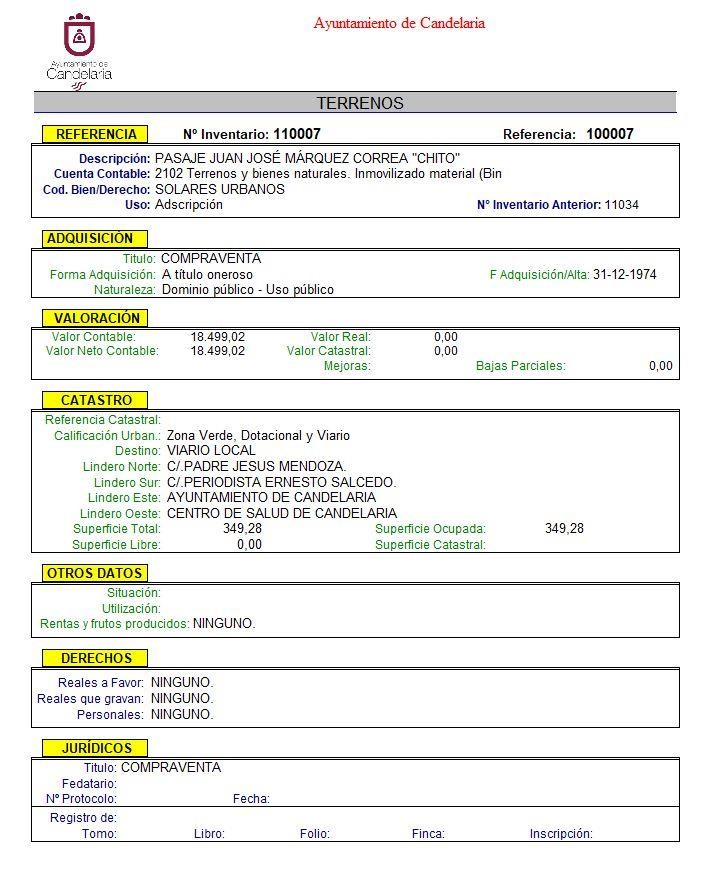 Ayuntamiento de Candelaria
Ayuntamiento de
Candelaria
TERRENOS
REFERENCIA Nº Inventario: 110007 Referencia: 100007
Descripción: PASAJE JUAN JOSÉ MÁRQUEZ CORREA "CHITO"
Cuenta Contable: 2102 Terrenos y bienes naturales. Inmovilizado material (Bin
Cod. Bien/Derecho: SOLARES URBANOS
Uso: Adscripción Nº Inventario Anterior: 11034
ADQUISICIÓN
Titulo: COMPRAVENTA
Forma Adquisición: A título oneroso F Adquisición/Alta: 31-12-1974
Naturaleza: Dominio público - Uso público
VALORACIÓN
Valor Contable: 18.499,02 Valor Real: 0,00
Valor Neto Contable: 18.499,02 Valor Catastral: 0,00
Mejoras: Bajas Parciales: 0,00
CATASTRO
Referencia Catastral:
Calificación Urban.: Zona Verde, Dotacional y Viario
Destino: VIARIO LOCAL
Lindero Norte: C/.PADRE JESUS MENDOZA.
Lindero Sur: C/.PERIODISTA ERNESTO SALCEDO.
Lindero Este: AYUNTAMIENTO DE CANDELARIA
Lindero Oeste: CENTRO DE SALUD DE CANDELARIA
Superficie Total: 349,28 Superficie Ocupada: 349,28
Superficie Libre: 0,00 Superficie Catastral:
OTROS DATOS
Situación:
Utilización:
Rentas y frutos producidos: NINGUNO.
DERECHOS
Reales a Favor: NINGUNO.
Reales que gravan: NINGUNO.
Personales: NINGUNO.
JURÍDICOS
Titulo: COMPRAVENTA
Fedatario:
Nº Protocolo: Fecha:
Registro de:
Tomo: Libro: Folio: Finca: Inscripción: